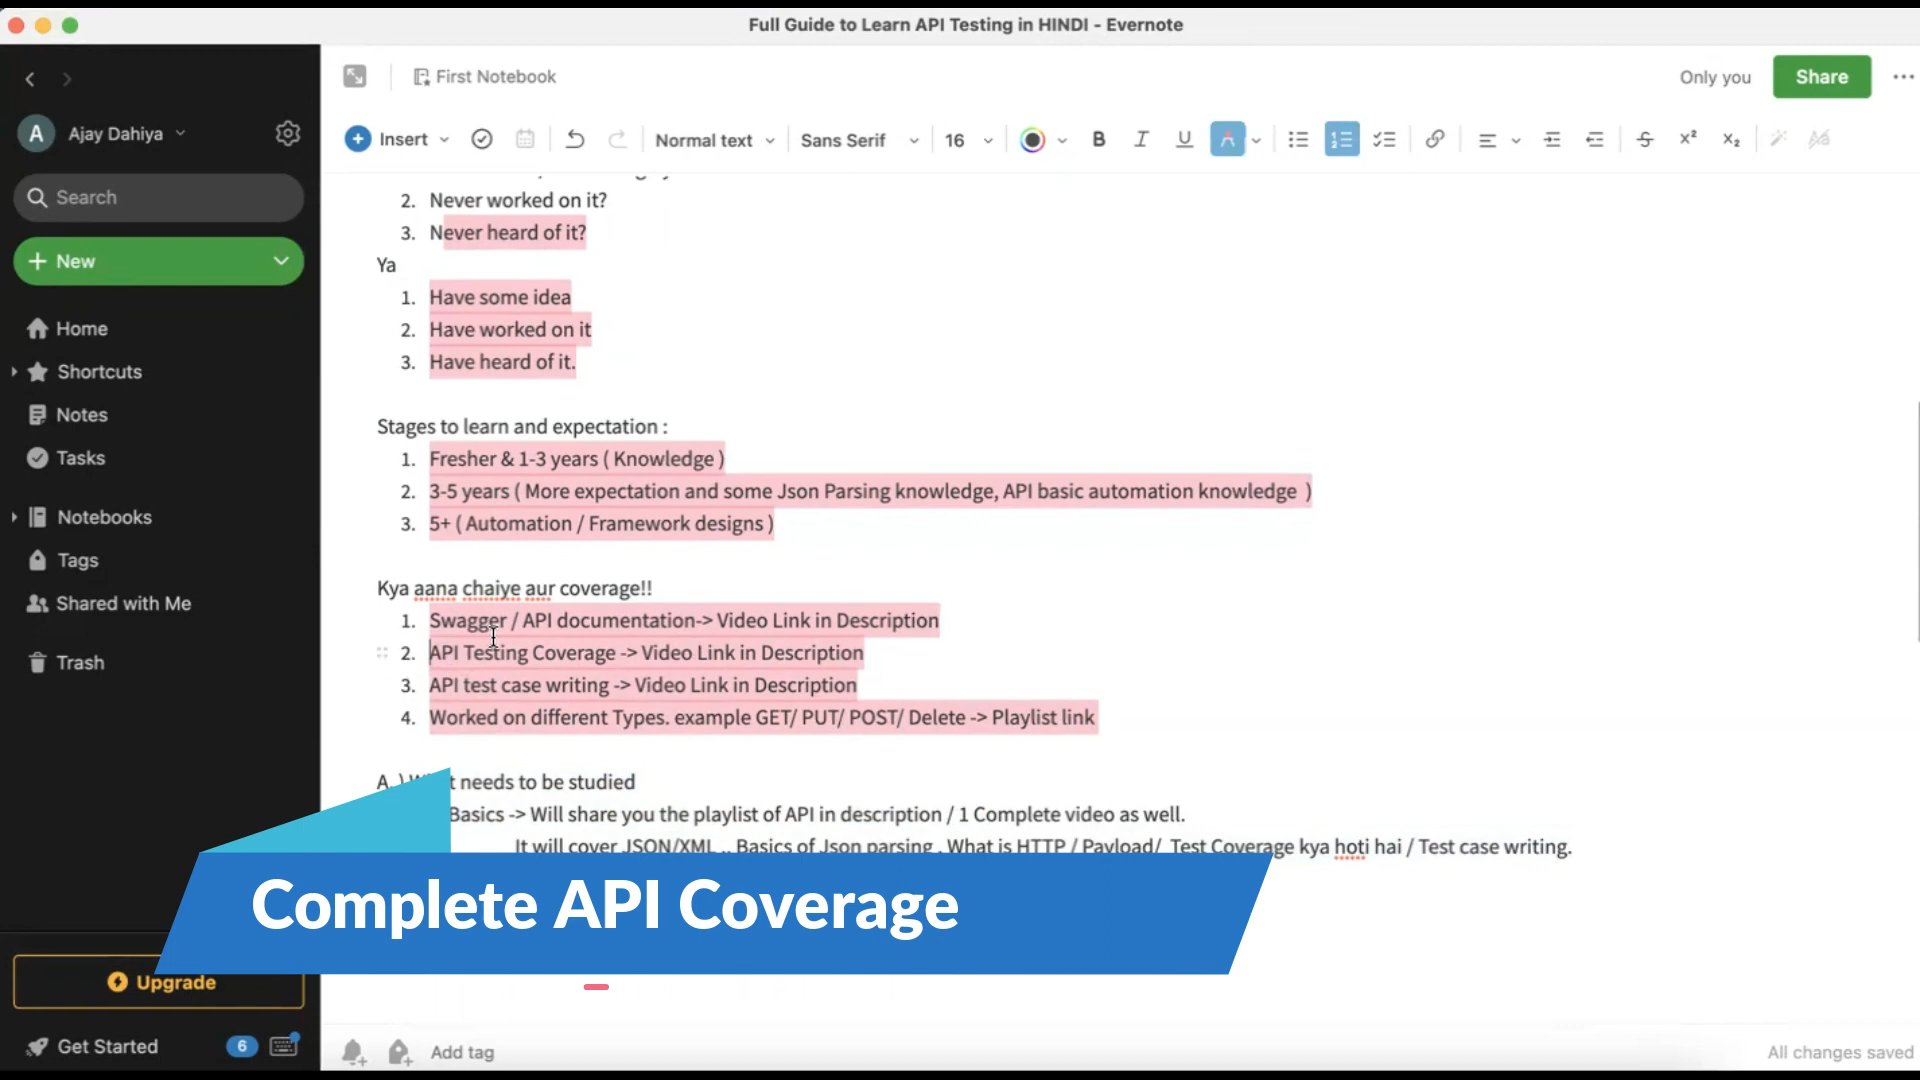 Full Guide to Learn API Testing in HINDI - Evernote
First Notebook
Only you
Share
A
Ajay Dahiya
Insert
Normal text
Sans Serif
16
B
I
U
A
Search
New
Home
Shortcuts
Notes
Tasks
Notebooks
Tags
Shared with Me
Trash
Upgrade
Get Started
6
2. Never worked on it?
3. Never heard of it?
Ya
1. Have some idea
2. Have worked on it
3. Have heard of it.
Stages to learn and expectation :
1. Fresher & 1-3 years ( Knowledge )
2. 3-5 years ( More expectation and some Json Parsing knowledge, API basic automation knowledge )
3. 5+ ( Automation / Framework designs )
Kya aana chaiye aur coverage!!
1. Swagger / API documentation-> Video Link in Description
2. API Testing Coverage -> Video Link in Description
3. API test case writing -> Video Link in Description
4. Worked on different Types. example GET/ PUT/ POST/ Delete -> Playlist link
needs to be studied
Basics -> Will share you the playlist of API in description / 1 Complete video as well.
It will cover JSON/XML .. Basics of Json parsing . What is HTTP / Payload/ Test Coverage kya hoti hai / Test case writing.
Complete API Coverage
Add tag
All changes saved